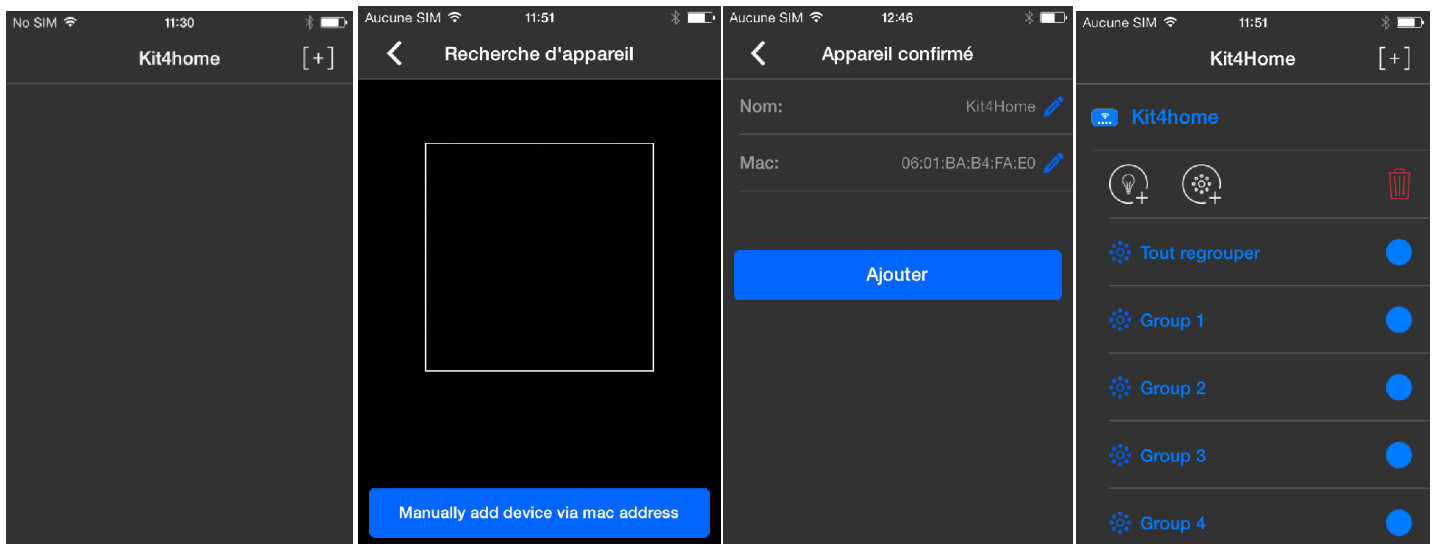 No SIM 11:30
Kit4home [+]
Aucune SIM 11:51
Recherche d'appareil
Manually add device via mac address
Aucune SIM 12:46
Appareil confirmé
Nom: Kit4Home
Mac: 06:01:BA:B4:FA:E0
Ajouter
Aucune SIM 11:51
Kit4Home [+]
Kit4home
Tout regrouper
Group 1
Group 2
Group 3
Group 4